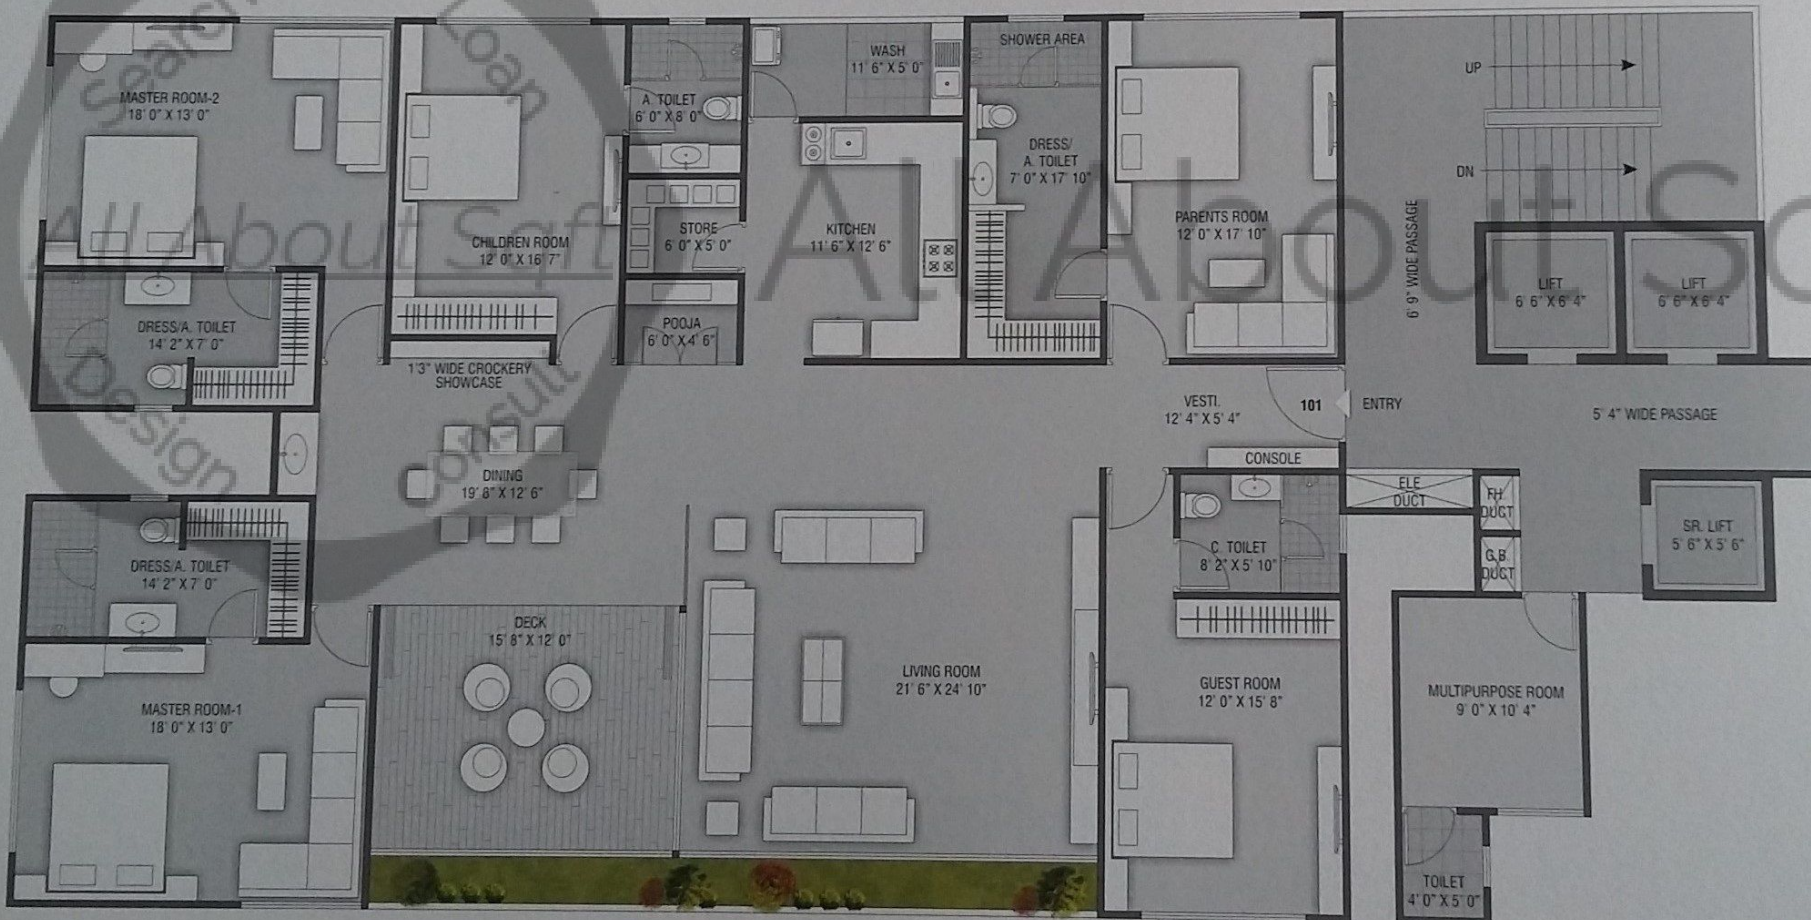 Search
Loan
Design
Consult
All About Sqft
All About S
MASTER ROOM-2
18' 0" X 13' 0"
CHILDREN ROOM
12' 0" X 16' 7"
A. TOILET
6' 0" X 8' 0"
WASH
11' 6" X 5' 0"
SHOWER AREA
DRESS/
A. TOILET
7' 0" X 17' 10"
PARENTS ROOM
12' 0" X 17' 10"
UP
DN
6' 9" WIDE PASSAGE
LIFT
6' 6" X 6' 4"
LIFT
6' 6" X 6' 4"
STORE
6' 0" X 5' 0"
KITCHEN
11' 6" X 12' 6"
POOJA
6' 0" X 4' 6"
DRESS/A. TOILET
14' 2" X 7' 0"
1'3" WIDE CROCKERY
SHOWCASE
VESTI.
12' 4" X 5' 4"
101
ENTRY
5' 4" WIDE PASSAGE
CONSOLE
DINING
19' 8" X 12' 6"
ELE
DUCT
FH.
DUCT
G.B.
DUCT
SR. LIFT
5' 6" X 5' 6"
C. TOILET
8' 2" X 5' 10"
DRESS/A. TOILET
14' 2" X 7' 0"
DECK
15' 8" X 12' 0"
LIVING ROOM
21' 6" X 24' 10"
GUEST ROOM
12' 0" X 15' 8"
MULTIPURPOSE ROOM
9' 0" X 10' 4"
MASTER ROOM-1
18' 0" X 13' 0"
TOILET
4' 0" X 5' 0"